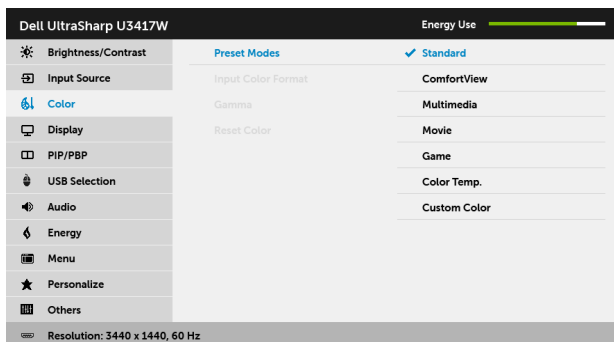 Dell UltraSharp U3417W
Energy Use
Brightness/Contrast
Preset Modes
Standard
Input Source
Input Color Format
ComfortView
Color
Gamma
Multimedia
Display
Reset Color
Movie
PIP/PBP
Game
USB Selection
Color Temp.
Audio
Custom Color
Energy
Menu
Personalize
Others
Resolution: 3440 x 1440, 60 Hz